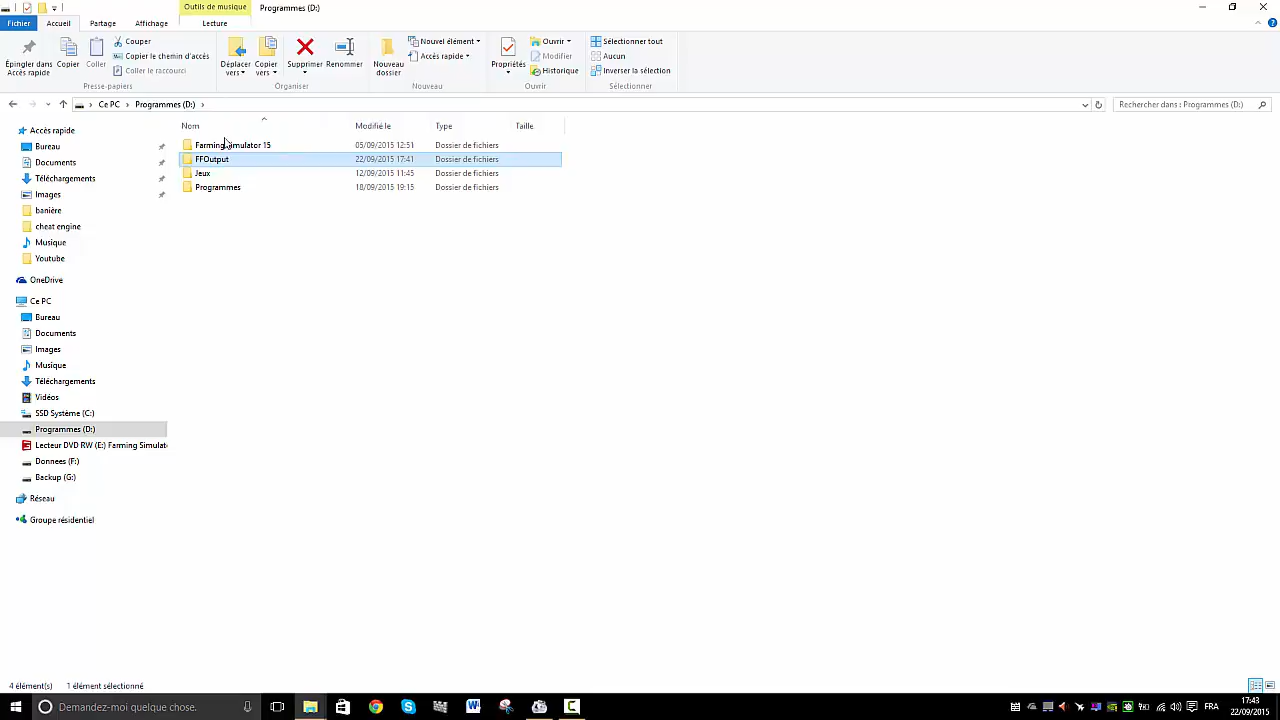 Outils de musique Programmes (D:)
Fichier Accueil Partage Affichage Lecture
Épingler dans Accès rapide
Copier
Coller
Couper
Copier le chemin d'accès
Coller le raccourci
Déplacer vers
Copier vers
Supprimer
Renommer
Nouveau dossier
Nouvel élément
Accès rapide
Propriétés
Ouvrir
Modifier
Historique
Sélectionner tout
Aucun
Inverser la sélection
Presse-papiers Organiser Nouveau Ouvrir Sélectionner
Ce PC Programmes (D:) Rechercher dans : Programmes (D:)
Nom Modifié le Type Taille
Farming Simulator 15 05/09/2015 12:51 Dossier de fichiers
FFOutput 22/09/2015 17:41 Dossier de fichiers
Jeux 12/09/2015 11:45 Dossier de fichiers
Programmes 18/09/2015 19:15 Dossier de fichiers
Accès rapide
Bureau
Documents
Téléchargements
Images
banière
cheat engine
Musique
Youtube
OneDrive
Ce PC
Bureau
Documents
Images
Musique
Téléchargements
Vidéos
SSD Système (C:)
Programmes (D:)
Lecteur DVD RW (E:) Farming Simulat
Donnees (F:)
Backup (G:)
Réseau
Groupe résidentiel
4 élément(s) 1 élément sélectionné
Demandez-moi quelque chose.
FRA
17:43
22/09/2015